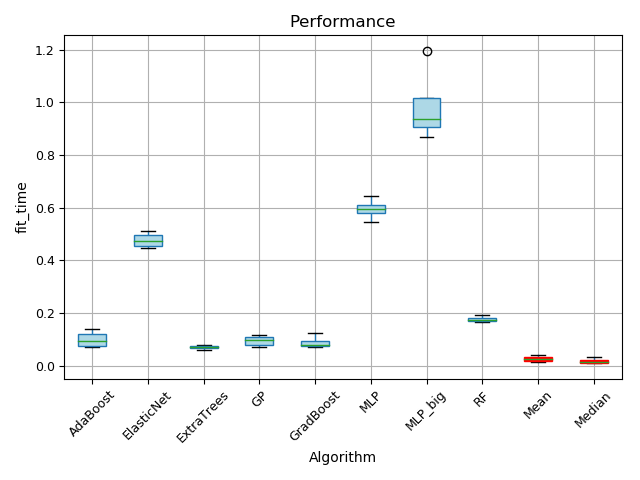 Performance
fit_time
1.2
1.0
0.8
0.6
0.4
0.2
0.0
AdaBoost
ElasticNet
ExtraTrees
GP
GradBoost
MLP
MLP_big
RF
Mean
Median
Algorithm